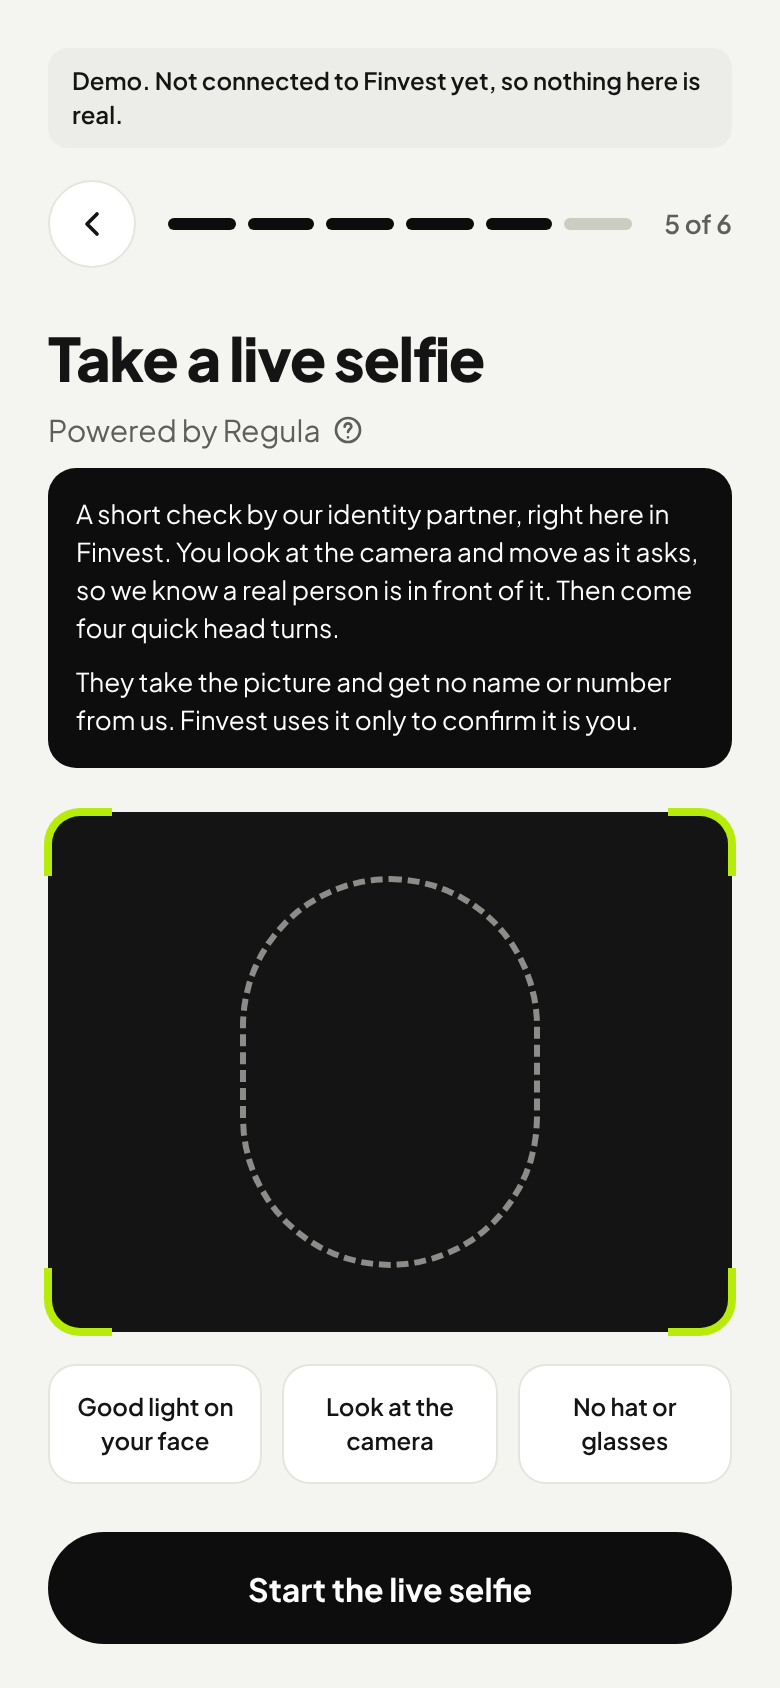 Demo. Not connected to Finvest yet, so nothing here is
real.
5 of 6
Take a live selfie
Powered by Regula
A short check by our identity partner, right here in
Finvest. You look at the camera and move as it asks,
so we know a real person is in front of it. Then come
four quick head turns.
They take the picture and get no name or number
from us. Finvest uses it only to confirm it is you.
Good light on
your face
Look at the
camera
No hat or
glasses
Start the live selfie